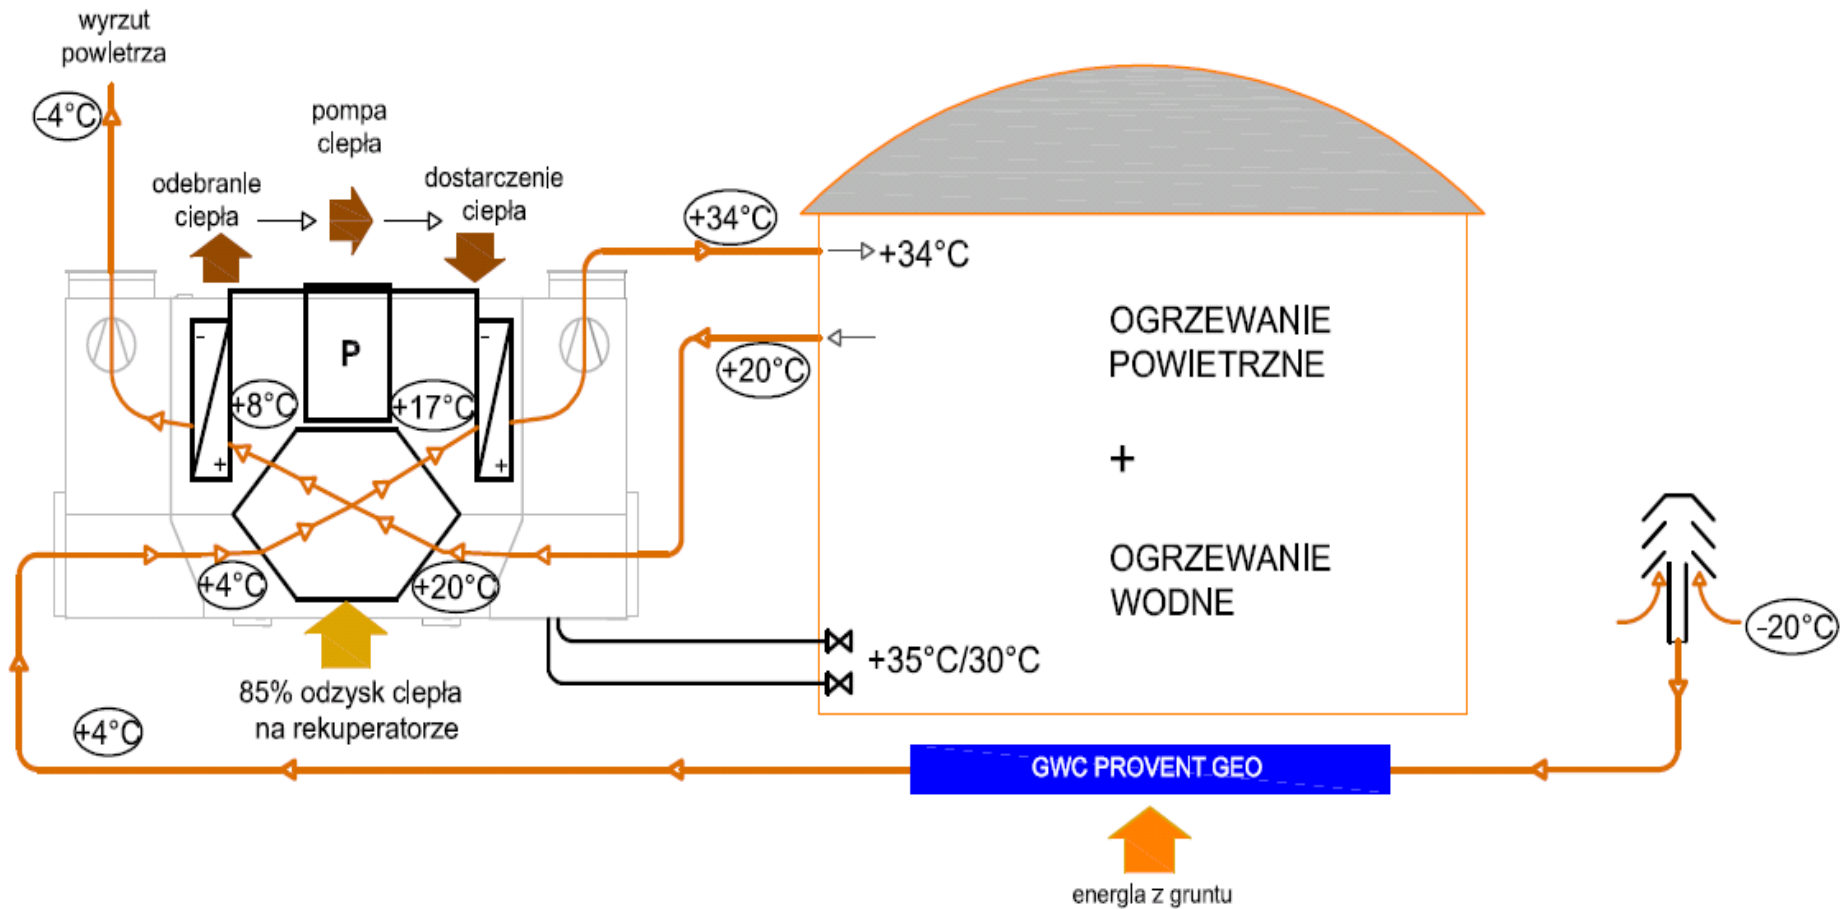 wyrzut
powietrza
-4°C
pompa
ciepła
odebranie
ciepła
dostarczenie
ciepła
+34°C
+34°C
+20°C
P
-
+
-
+
+8°C
+17°C
+4°C
+20°C
OGRZEWANIE
POWIETRZNE
+
OGRZEWANIE
WODNE
+35°C/30°C
-20°C
85% odzysk ciepła
na rekuperatorze
+4°C
GWC PROVENT GEO
energia z gruntu